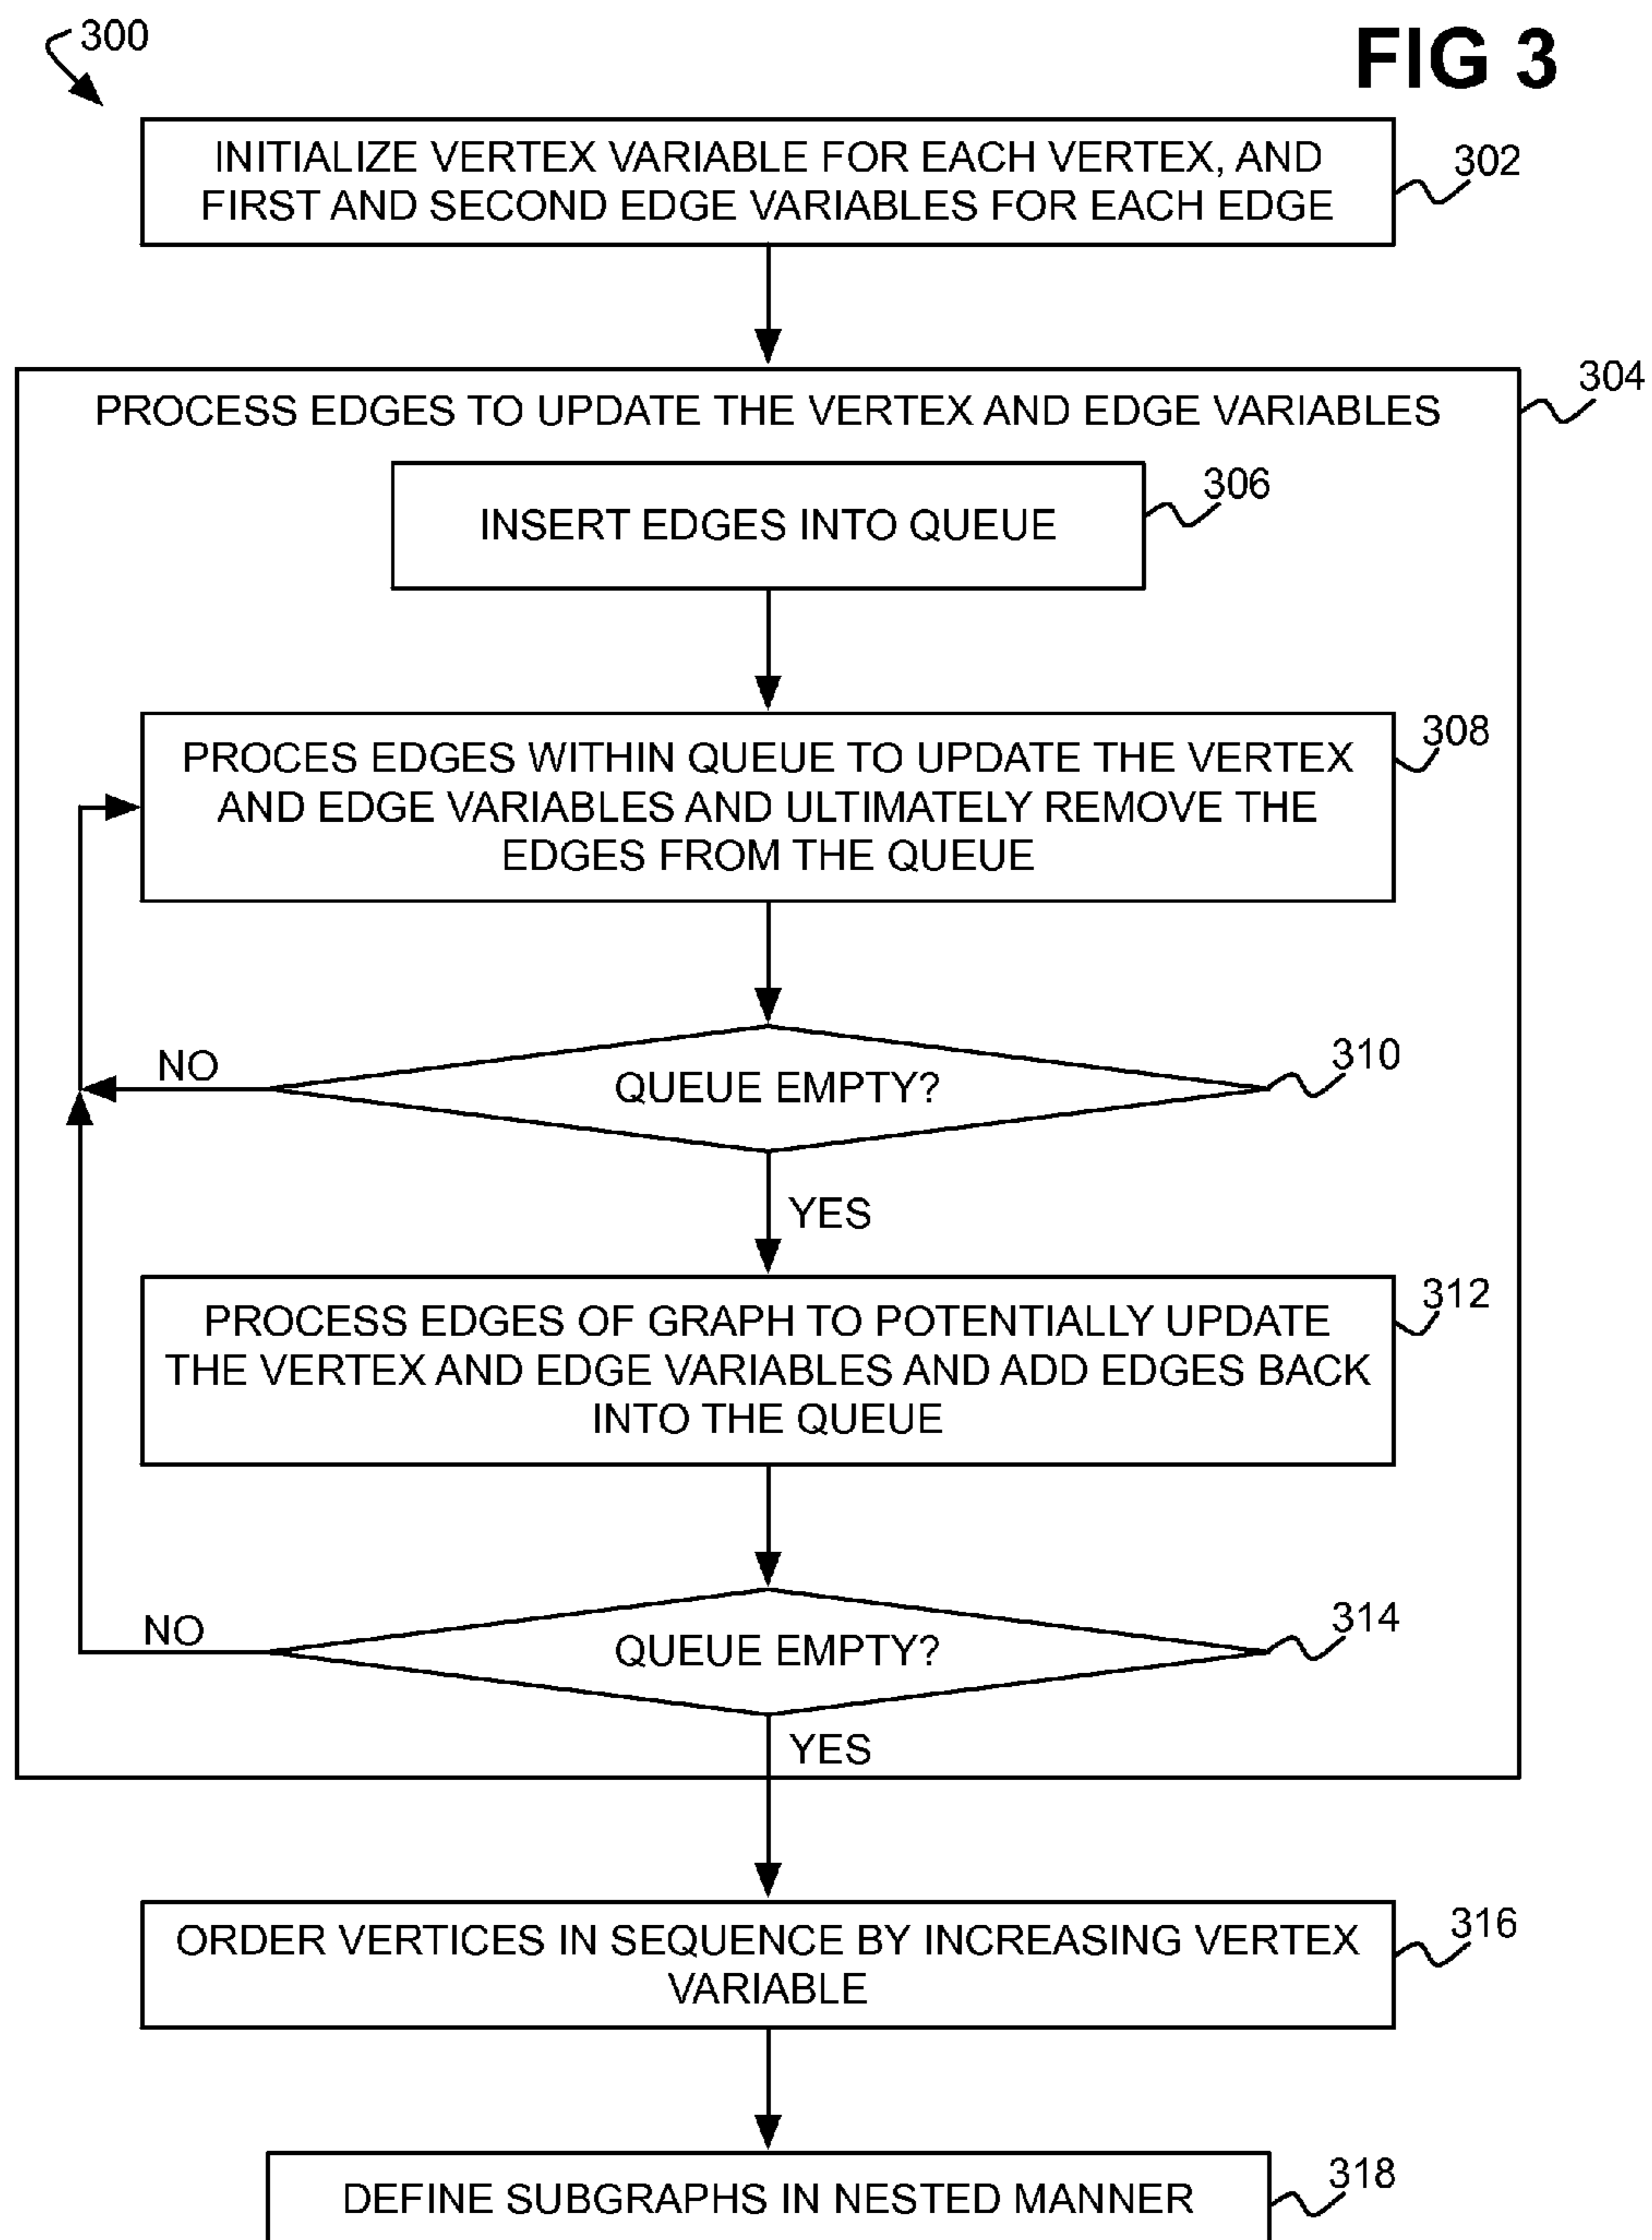 300
FIG 3
INITIALIZE VERTEX VARIABLE FOR EACH VERTEX, AND
FIRST AND SECOND EDGE VARIABLES FOR EACH EDGE
302
304
PROCESS EDGES TO UPDATE THE VERTEX AND EDGE VARIABLES
306
INSERT EDGES INTO QUEUE
308
PROCES EDGES WITHIN QUEUE TO UPDATE THE VERTEX
AND EDGE VARIABLES AND ULTIMATELY REMOVE THE
EDGES FROM THE QUEUE
NO
QUEUE EMPTY?
310
YES
312
PROCESS EDGES OF GRAPH TO POTENTIALLY UPDATE
THE VERTEX AND EDGE VARIABLES AND ADD EDGES BACK
INTO THE QUEUE
NO
QUEUE EMPTY?
314
YES
316
ORDER VERTICES IN SEQUENCE BY INCREASING VERTEX
VARIABLE
318
DEFINE SUBGRAPHS IN NESTED MANNER